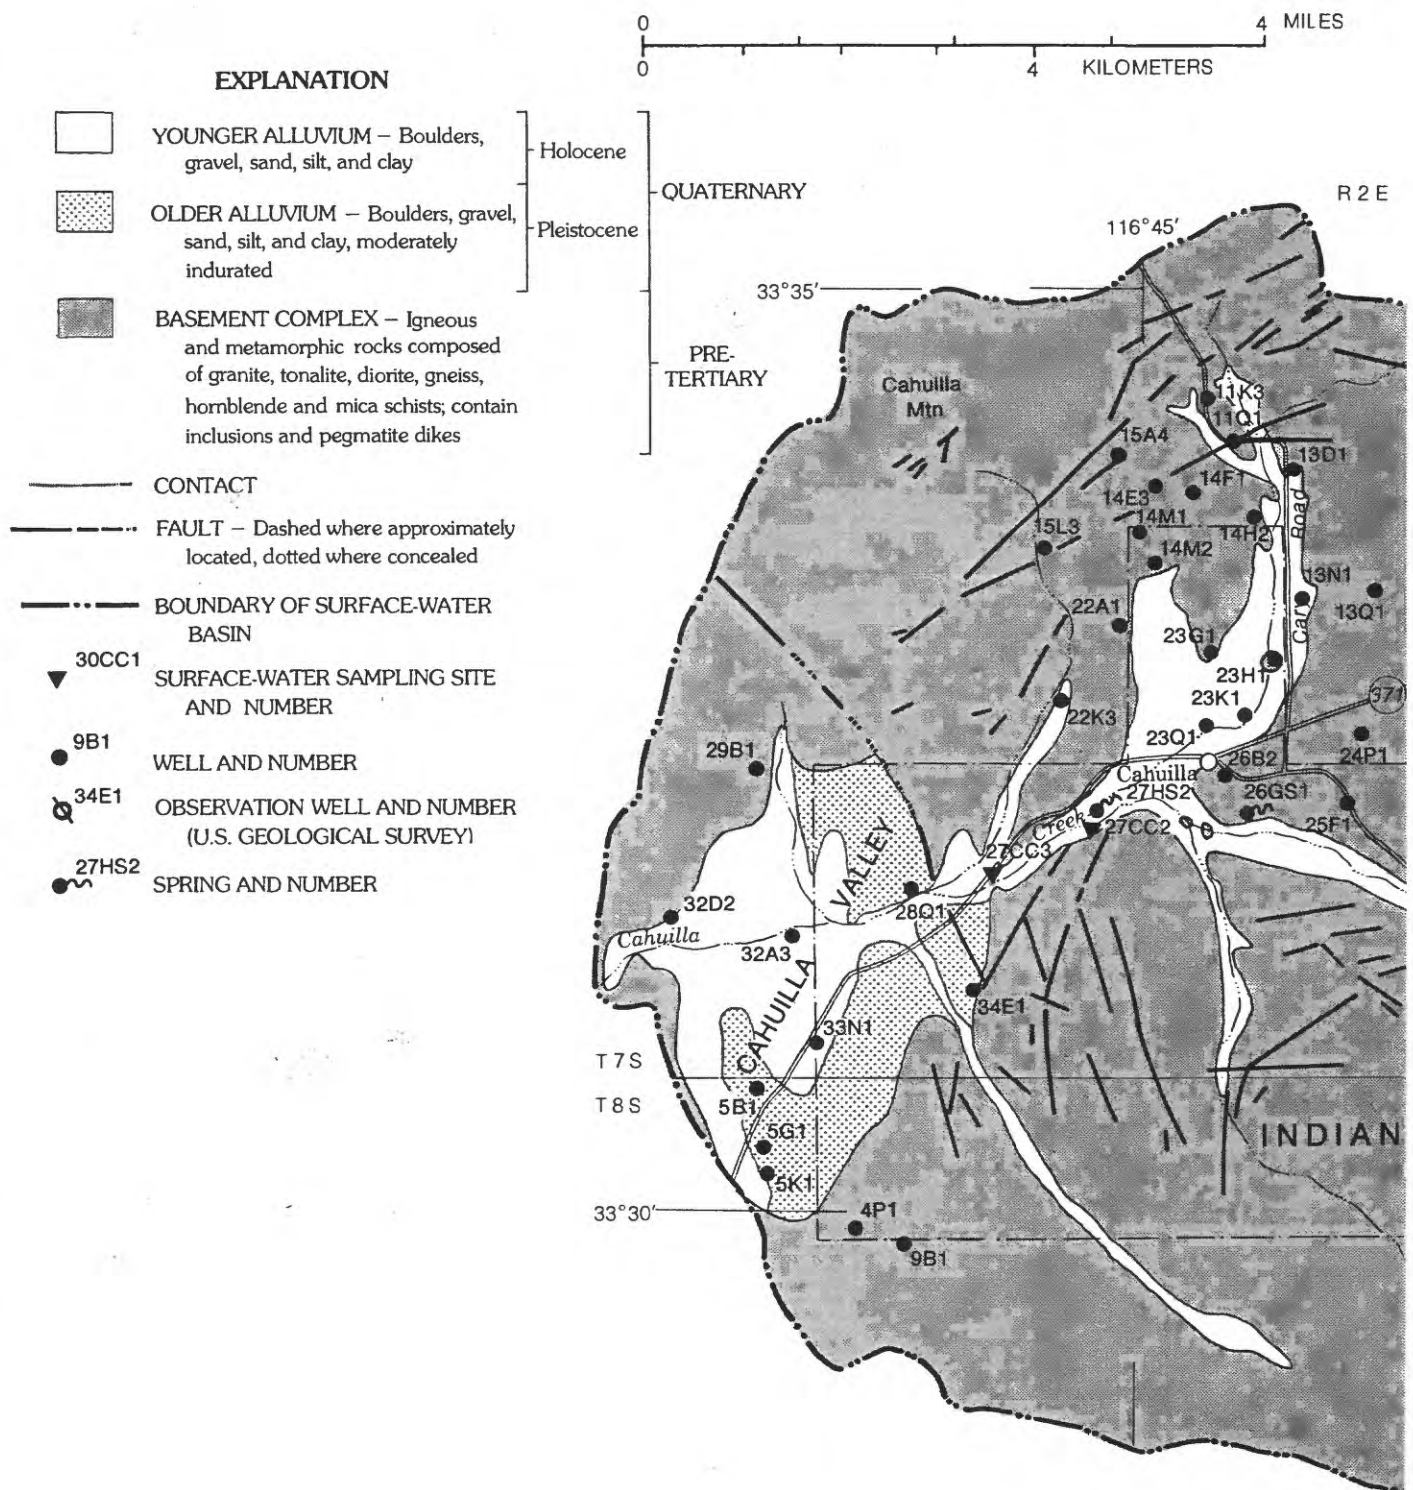 0 4 MILES
0 4 KILOMETERS
EXPLANATION
YOUNGER ALLUVIUM – Boulders,
gravel, sand, silt, and clay
Holocene
OLDER ALLUVIUM – Boulders, gravel,
sand, silt, and clay, moderately
indurated
Pleistocene
QUATERNARY
BASEMENT COMPLEX – Igneous
and metamorphic rocks composed
of granite, tonalite, diorite, gneiss,
hornblende and mica schists; contain
inclusions and pegmatite dikes
PRE-
TERTIARY
CONTACT
FAULT – Dashed where approximately
located, dotted where concealed
BOUNDARY OF SURFACE-WATER
BASIN
30CC1
SURFACE-WATER SAMPLING SITE
AND NUMBER
9B1
WELL AND NUMBER
34E1
OBSERVATION WELL AND NUMBER
(U.S. GEOLOGICAL SURVEY)
27HS2
SPRING AND NUMBER
R 2 E
116°45'
33°35'
Cahuilla
Mtn
11K3
11Q1
15A4
13D1
14F1
14E3
14M1
14H2
Road
15L3
14M2
13N1
13Q1
22A1
Cary
23G1
23H1
371
22K3
23K1
23Q1
24P1
29B1
26B2
Cahuilla
27HS2
26GS1
Creek
27CC2
25F1
VALLEY
27CC3
32D2
28Q1
Cahuilla
32A3
CAHUILLA
34E1
33N1
T 7 S
T 8 S
5B1
5G1
INDIAN
5K1
33°30'
4P1
9B1